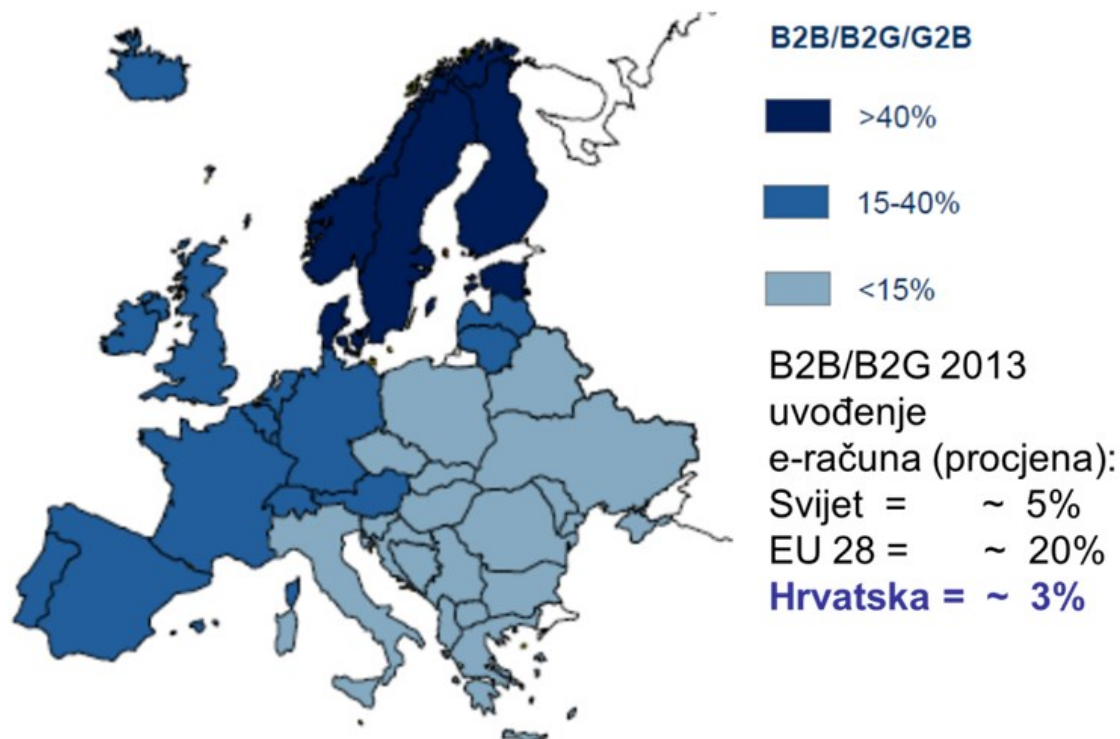 B2B/B2G/G2B
>40%
15-40%
<15%
B2B/B2G 2013
uvođenje
e-računa (procjena):
Svijet = ~ 5%
EU 28 = ~ 20%
Hrvatska = ~ 3%